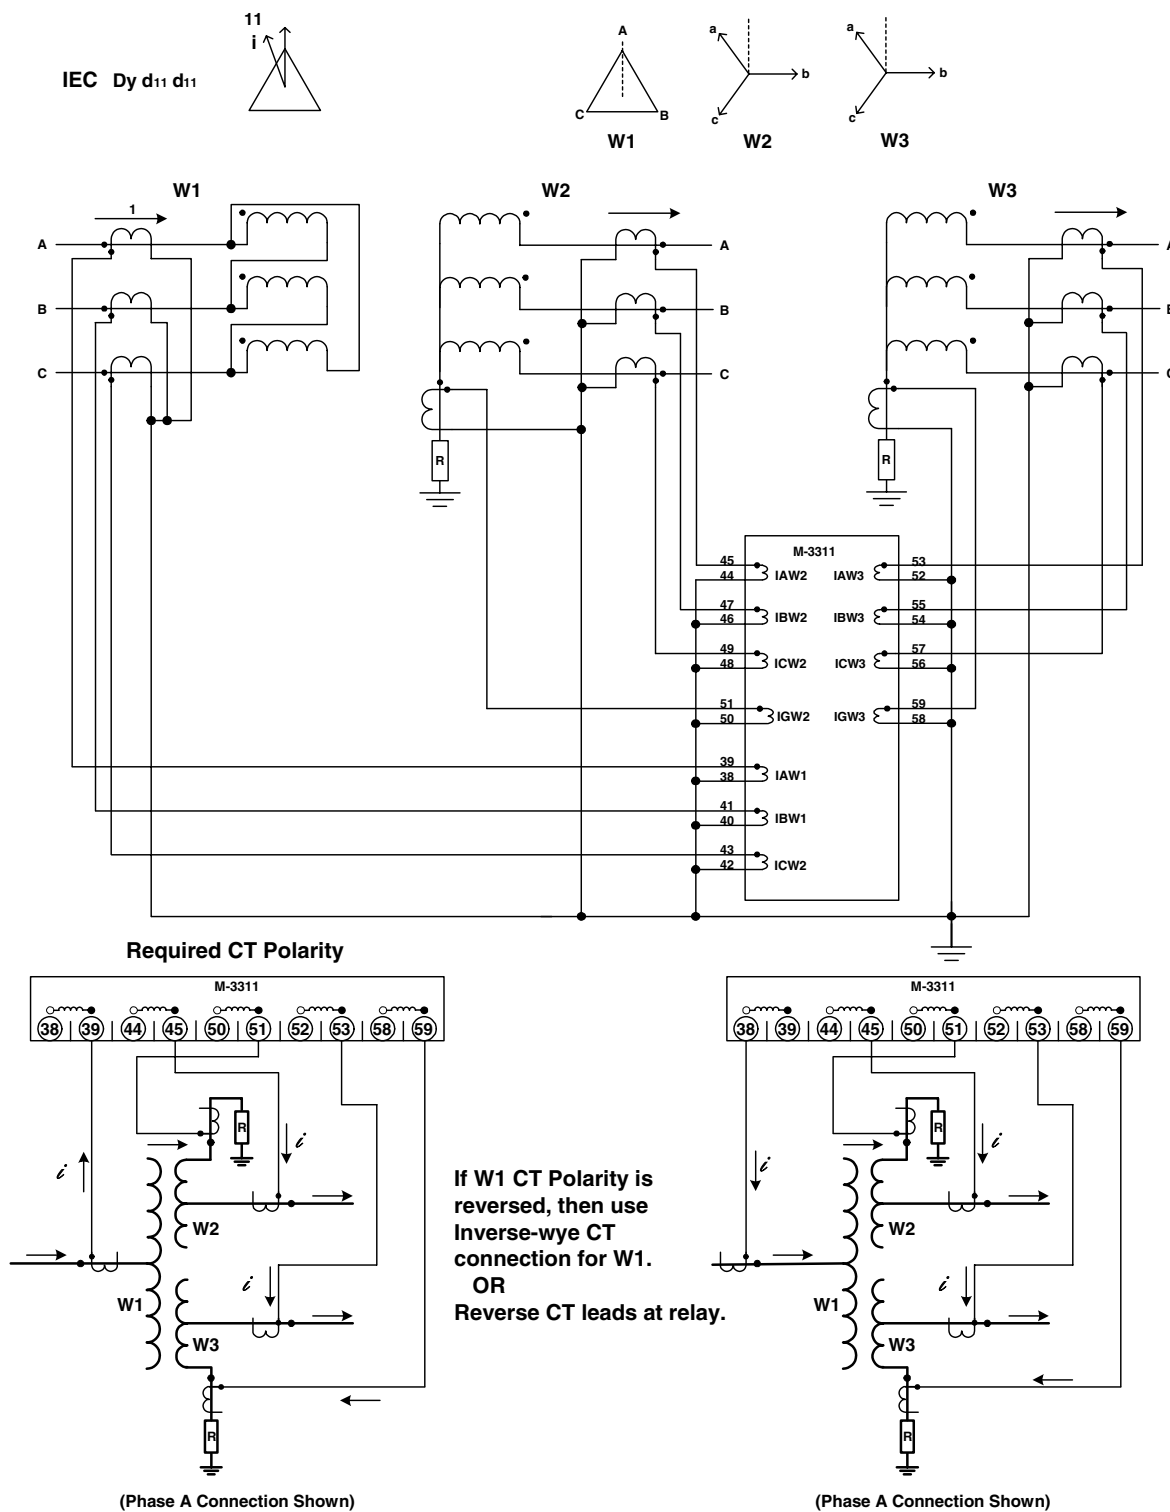 11
i
IEC Dy d11 d11
A
C B
W1
a
b
c
W2
a
b
c
W3
W1
1
A
B
C
W2
A
B
C
R
W3
A
B
C
R
M-3311
45 IAW2 IAW3 53
44 52
47 IBW2 IBW3 55
46 54
49 ICW2 ICW3 57
48 56
51 IGW2 IGW3 59
50 58
39 IAW1
38
41 IBW1
40
43 ICW2
42
Required CT Polarity
M-3311
38 | 39 | 44 | 45 | 50 | 51 | 52 | 53 | 58 | 59
R
i
i
W2
W1
i
W3
R
(Phase A Connection Shown)
If W1 CT Polarity is
reversed, then use
Inverse-wye CT
connection for W1.
OR
Reverse CT leads at relay.
M-3311
38 | 39 | 44 | 45 | 50 | 51 | 52 | 53 | 58 | 59
R
i
i
W2
W1
i
W3
R
(Phase A Connection Shown)